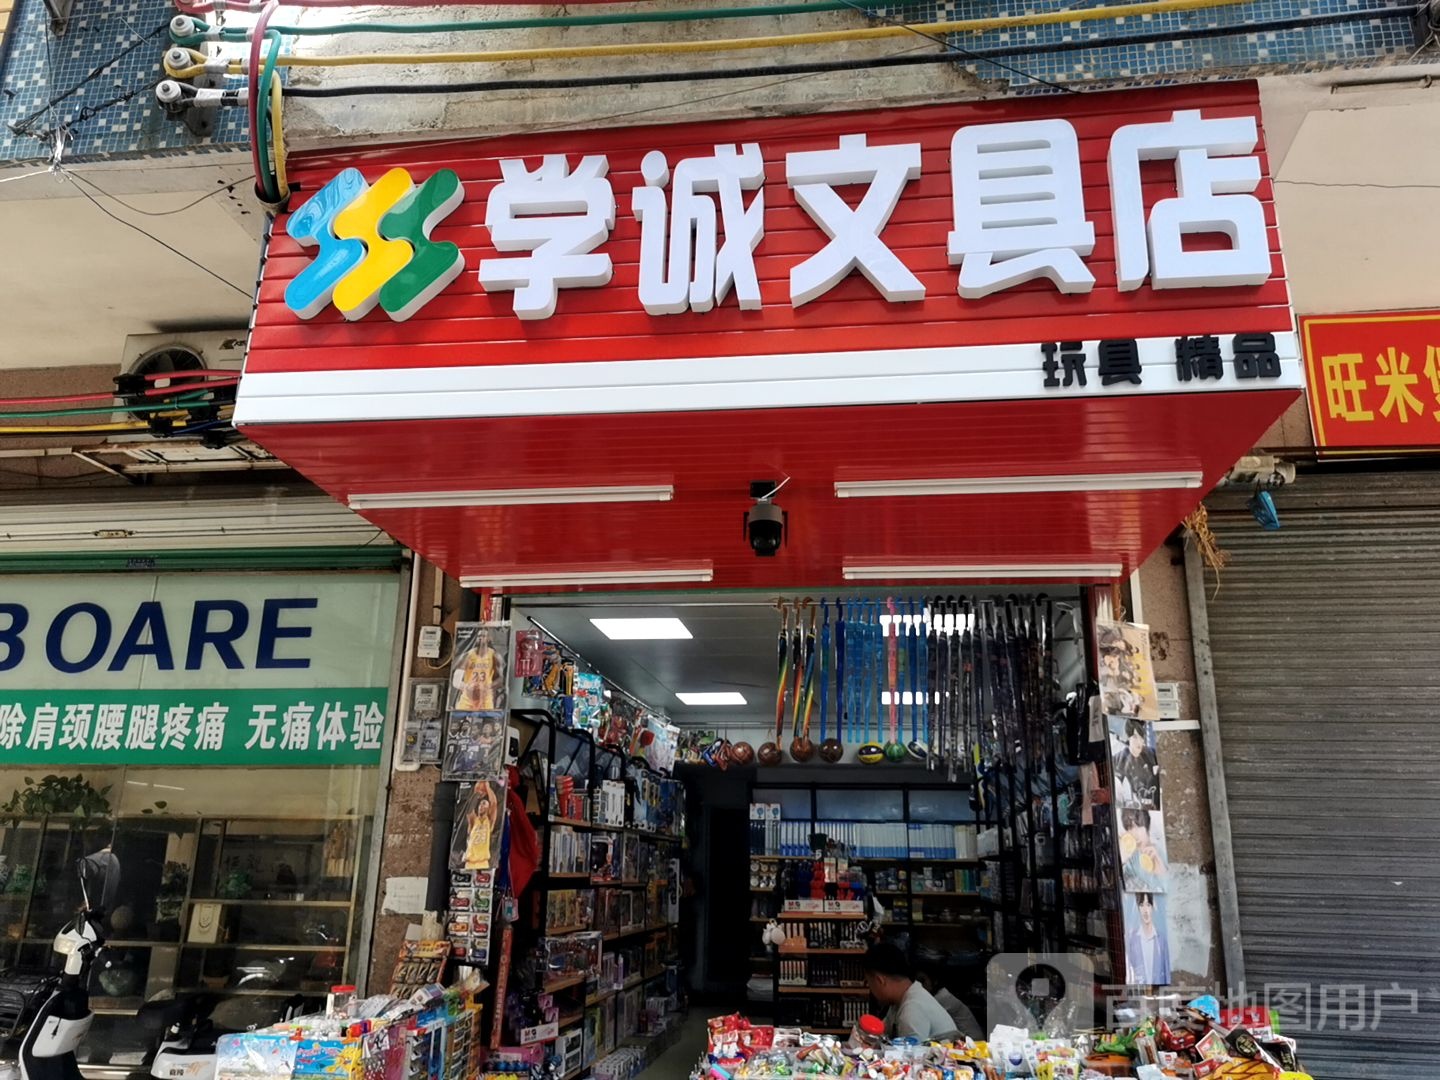 学诚文具店
玩具 精品
旺米
BOARE
除肩颈腰腿疼痛 无痛体验
百度地图用户